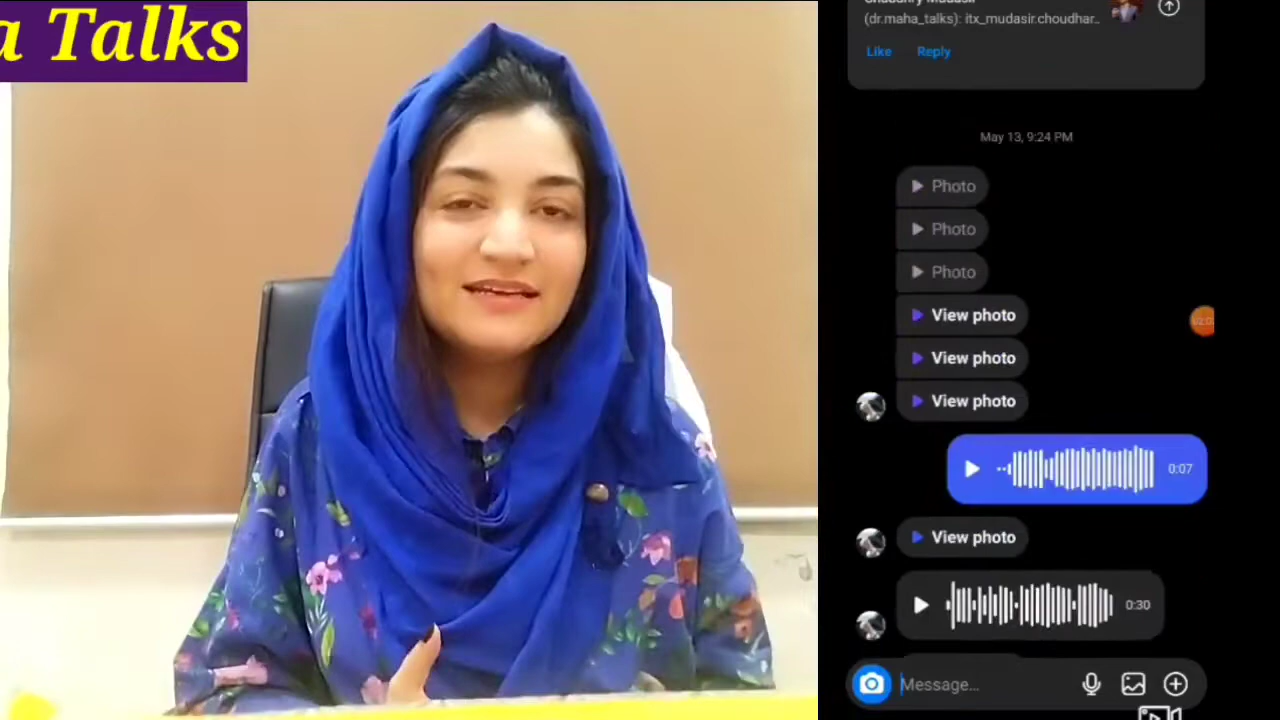 a Talks
(dr.maha_talks): itx_mudasir.choudhar..
Like Reply
May 13, 9:24 PM
Photo
Photo
Photo
View photo
View photo
View photo
0:07
View photo
0:30
Message...